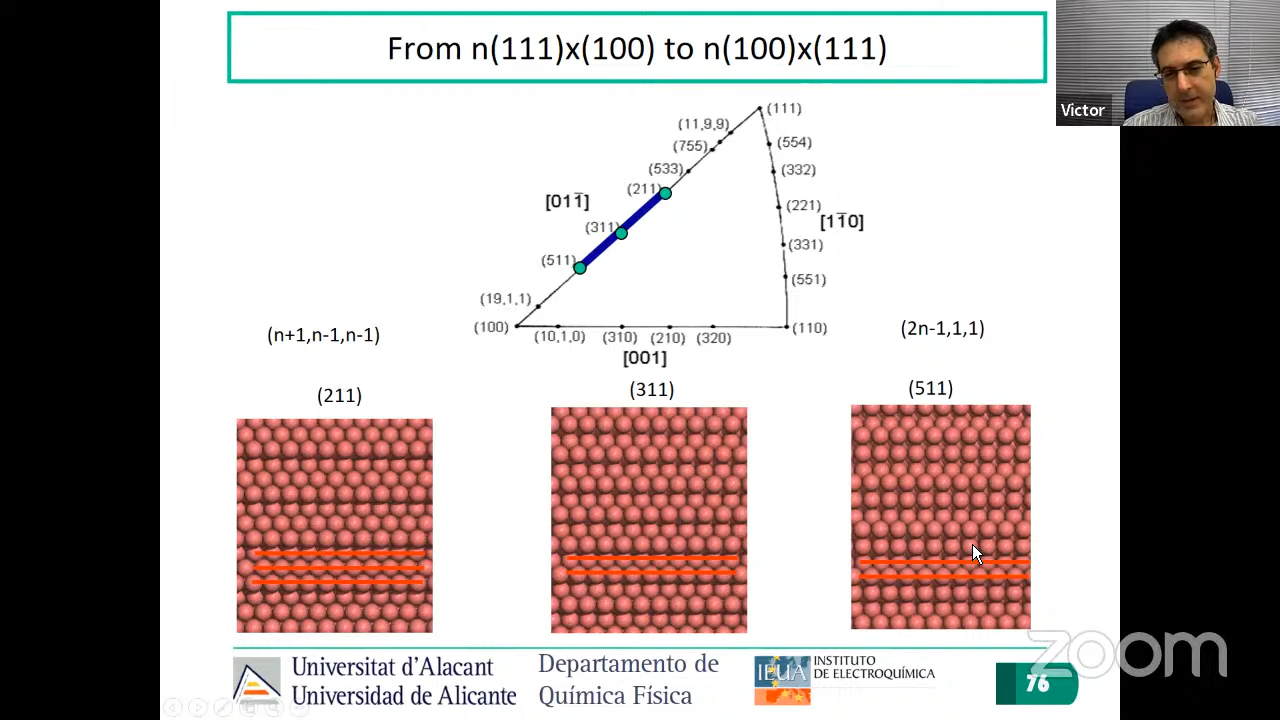 From n(111)x(100) to n(100)x(111)
Victor
(111)
(11,9,9)
(755)
(554)
(533)
(332)
(211)
[011̅]
(221)
[11̅0]
(311)
(331)
(511)
(551)
(19,1,1)
(100)
(110)
(10,1,0)
(310)
(210)
(320)
[001]
(n+1,n-1,n-1)
(2n-1,1,1)
(211)
(311)
(511)
Universitat d'Alacant
Universidad de Alicante
Departamento de
Química Física
IEUA
INSTITUTO
DE ELECTROQUÍMICA
76
zoom